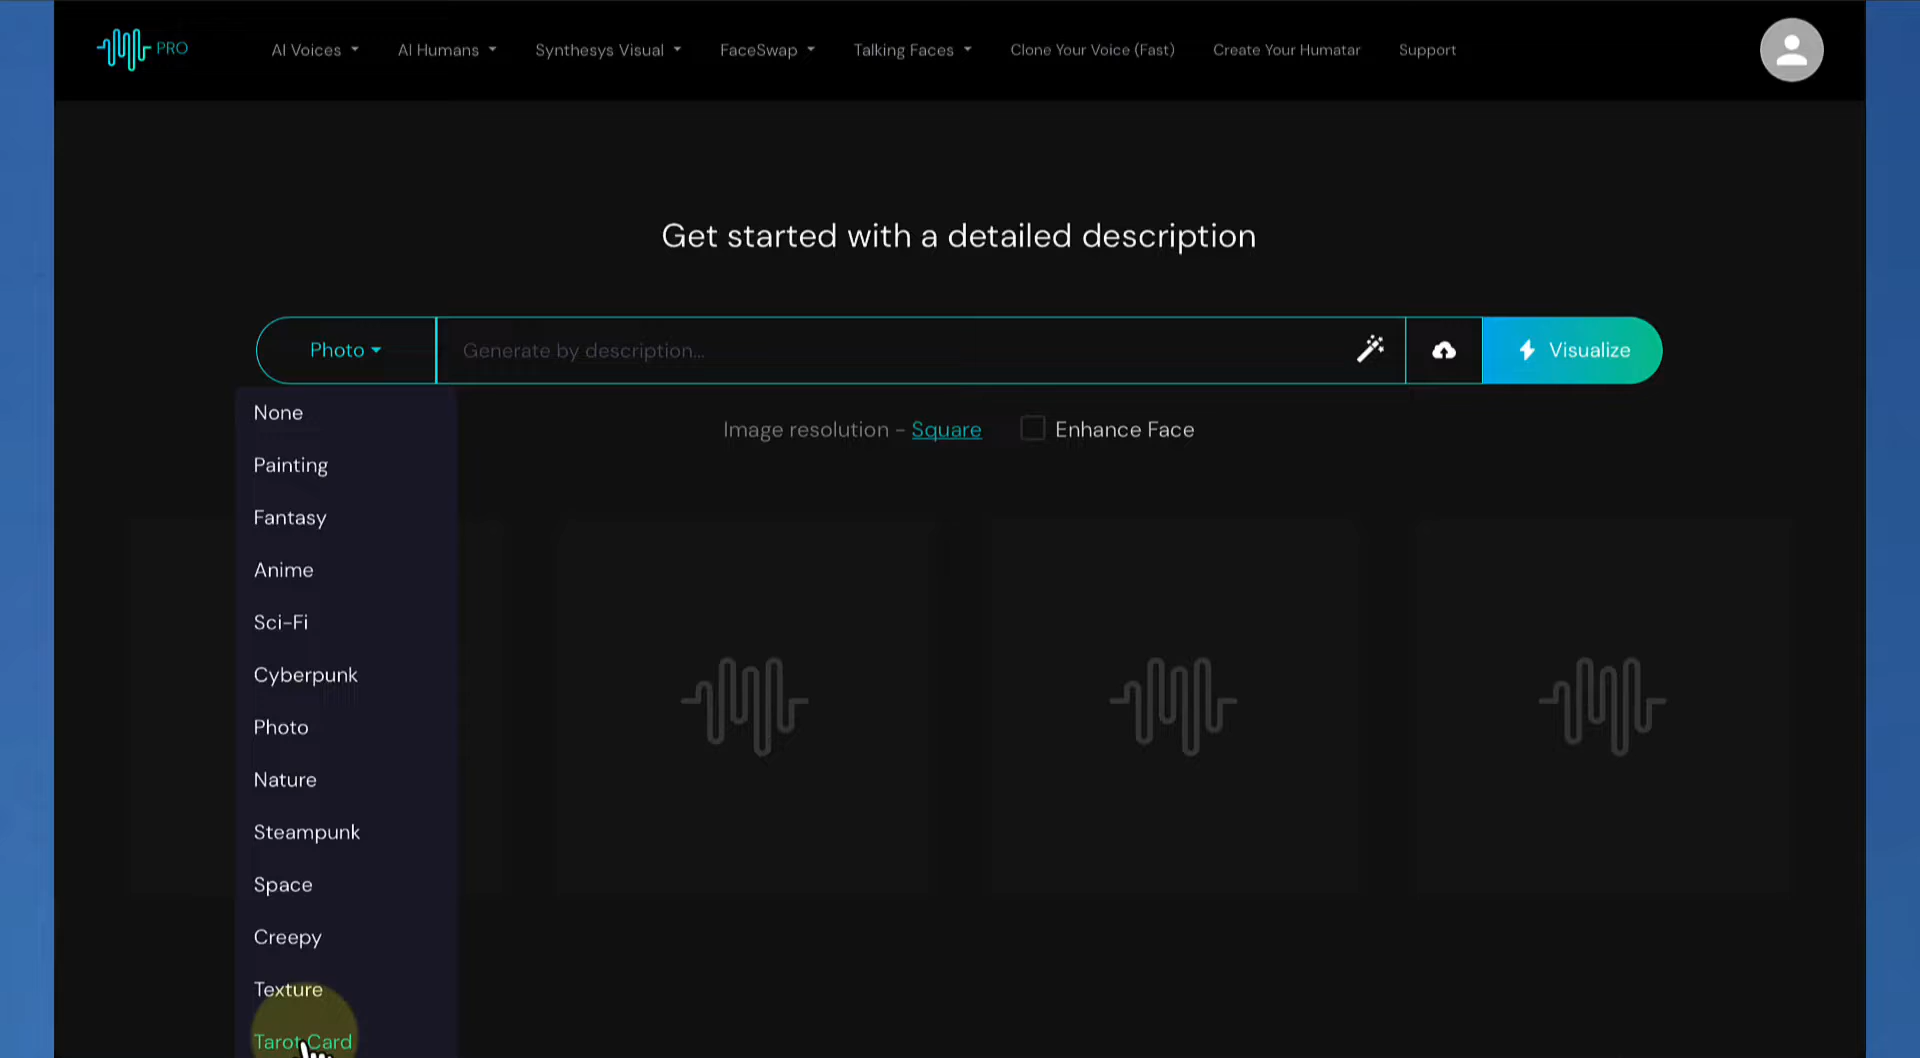 PRO
AI Voices
AI Humans
Synthesys Visual
FaceSwap
Talking Faces
Clone Your Voice (Fast)
Create Your Humatar
Support
Get started with a detailed description
Photo
Generate by description...
Visualize
Image resolution - Square
Enhance Face
None
Painting
Fantasy
Anime
Sci-Fi
Cyberpunk
Photo
Nature
Steampunk
Space
Creepy
Texture
Tarot Card